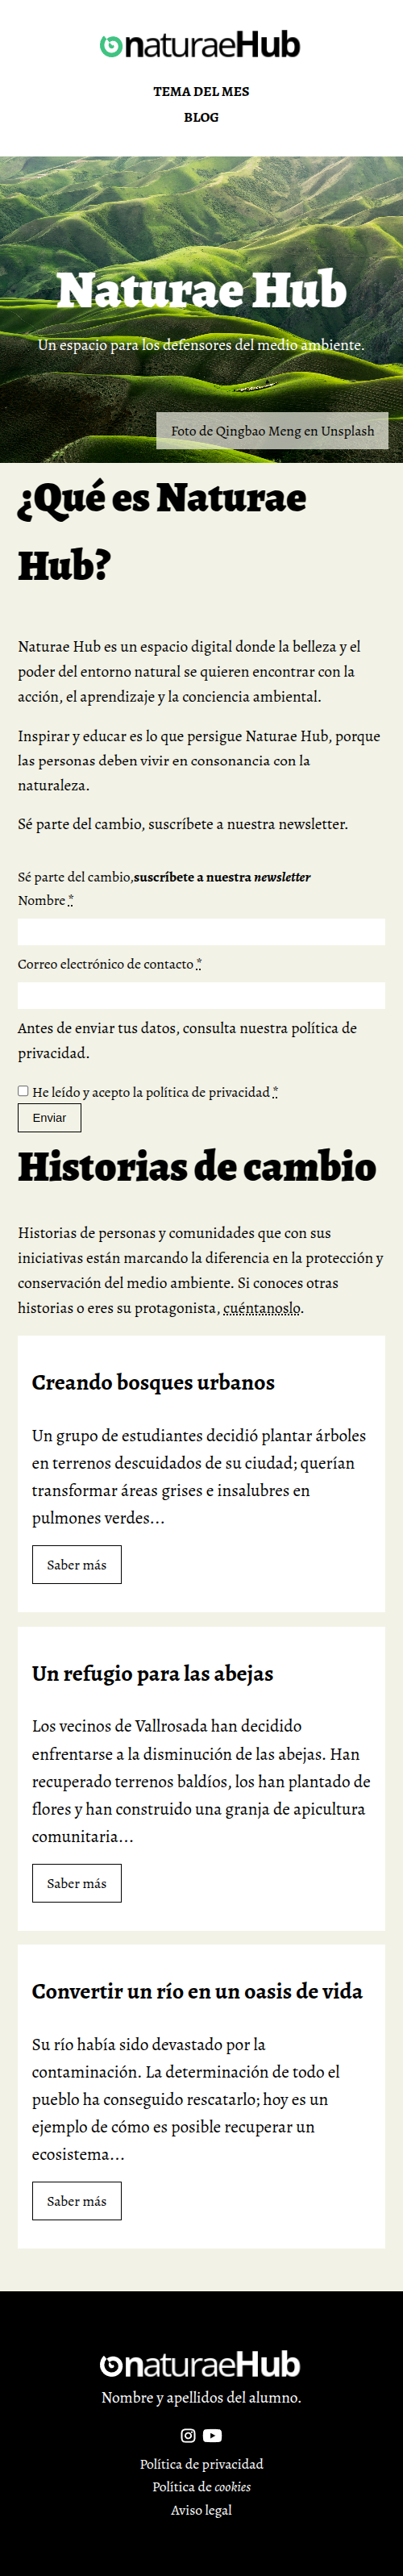 naturaeHub
TEMA DEL MES
BLOG
Naturae Hub
Un espacio para los defensores del medio ambiente.
Foto de Qingbao Meng en Unsplash
¿Qué es Naturae
Hub?
Naturae Hub es un espacio digital donde la belleza y el
poder del entorno natural se quieren encontrar con la
acción, el aprendizaje y la conciencia ambiental.
Inspirar y educar es lo que persigue Naturae Hub, porque
las personas deben vivir en consonancia con la
naturaleza.
Sé parte del cambio, suscríbete a nuestra newsletter.
Sé parte del cambio,suscríbete a nuestra newsletter
Nombre *
Correo electrónico de contacto *
Antes de enviar tus datos, consulta nuestra política de
privacidad.
He leído y acepto la política de privacidad *
Enviar
Historias de cambio
Historias de personas y comunidades que con sus
iniciativas están marcando la diferencia en la protección y
conservación del medio ambiente. Si conoces otras
historias o eres su protagonista, cuéntanoslo.
Creando bosques urbanos
Un grupo de estudiantes decidió plantar árboles
en terrenos descuidados de su ciudad; querían
transformar áreas grises e insalubres en
pulmones verdes...
Saber más
Un refugio para las abejas
Los vecinos de Vallrosada han decidido
enfrentarse a la disminución de las abejas. Han
recuperado terrenos baldíos, los han plantado de
flores y han construido una granja de apicultura
comunitaria...
Saber más
Convertir un río en un oasis de vida
Su río había sido devastado por la
contaminación. La determinación de todo el
pueblo ha conseguido rescatarlo; hoy es un
ejemplo de cómo es posible recuperar un
ecosistema...
Saber más
naturaeHub
Nombre y apellidos del alumno.
Política de privacidad
Política de cookies
Aviso legal